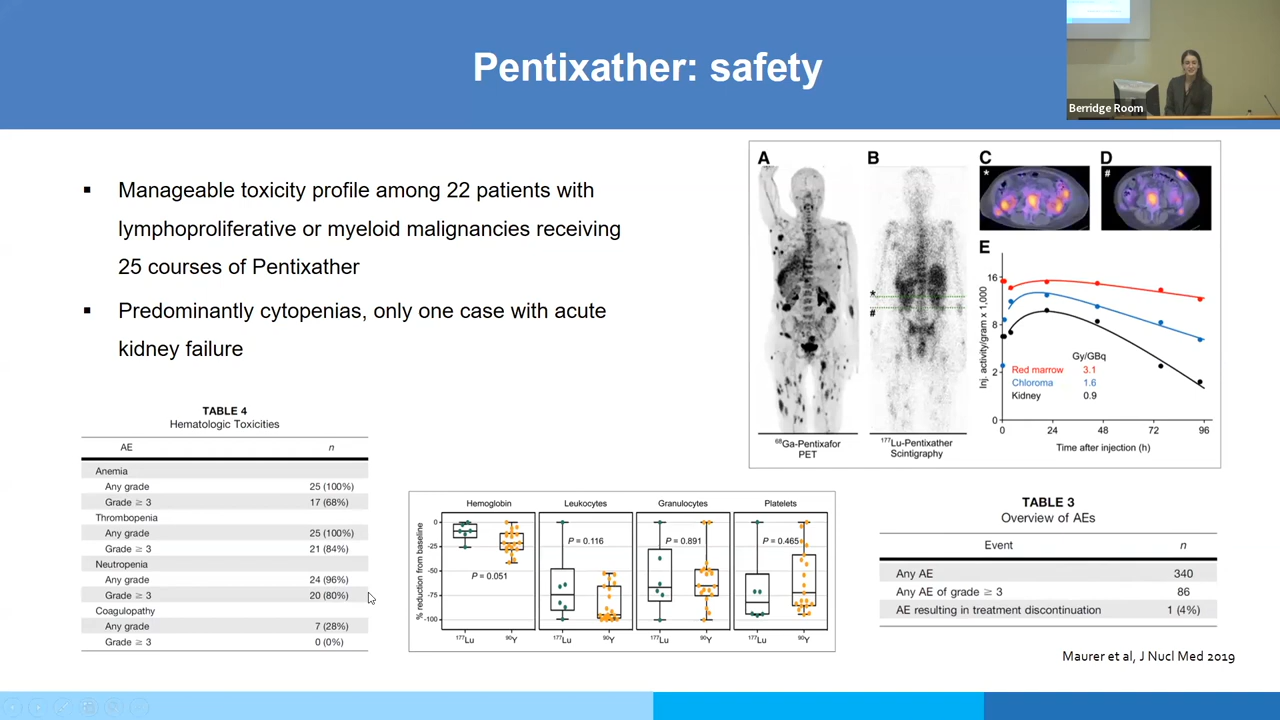 Pentixather: safety
Berridge Room
▪ Manageable toxicity profile among 22 patients with
lymphoproliferative or myeloid malignancies receiving
25 courses of Pentixather
▪ Predominantly cytopenias, only one case with acute
kidney failure
A
B
C
D
*
#
*
#
⁶⁸Ga-Pentixafor
PET
¹⁷⁷Lu-Pentixather
Scintigraphy
E
Inj. activity/gram x 1,000
16
8
2
0
Gy/GBq
Red marrow 3.1
Chloroma 1.6
Kidney 0.9
0 24 48 72 96
Time after injection (h)
TABLE 4
Hematologic Toxicities
AE n
Anemia
Any grade 25 (100%)
Grade ≥ 3 17 (68%)
Thrombopenia
Any grade 25 (100%)
Grade ≥ 3 21 (84%)
Neutropenia
Any grade 24 (96%)
Grade ≥ 3 20 (80%)
Coagulopathy
Any grade 7 (28%)
Grade ≥ 3 0 (0%)
Hemoglobin Leukocytes Granulocytes Platelets
% reduction from baseline
0
-25
-50
-75
-100
P = 0.051
P = 0.116
P = 0.891
P = 0.465
¹⁷⁷Lu ⁹⁰Y ¹⁷⁷Lu ⁹⁰Y ¹⁷⁷Lu ⁹⁰Y ¹⁷⁷Lu ⁹⁰Y
TABLE 3
Overview of AEs
Event n
Any AE 340
Any AE of grade ≥ 3 86
AE resulting in treatment discontinuation 1 (4%)
Maurer et al, J Nucl Med 2019